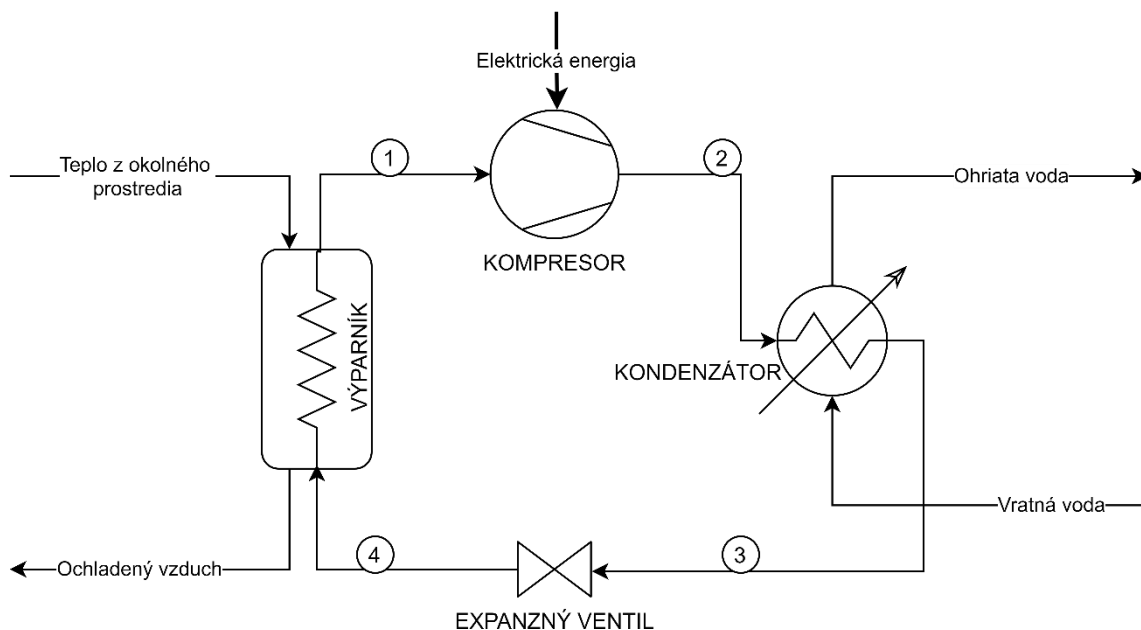 Elektrická energia
Teplo z okolného
prostredia
1
2
Ohriata voda
KOMPRESOR
VÝPARNÍK
KONDENZÁTOR
Vratná voda
Ochladený vzduch
4
3
EXPANZNÝ VENTIL